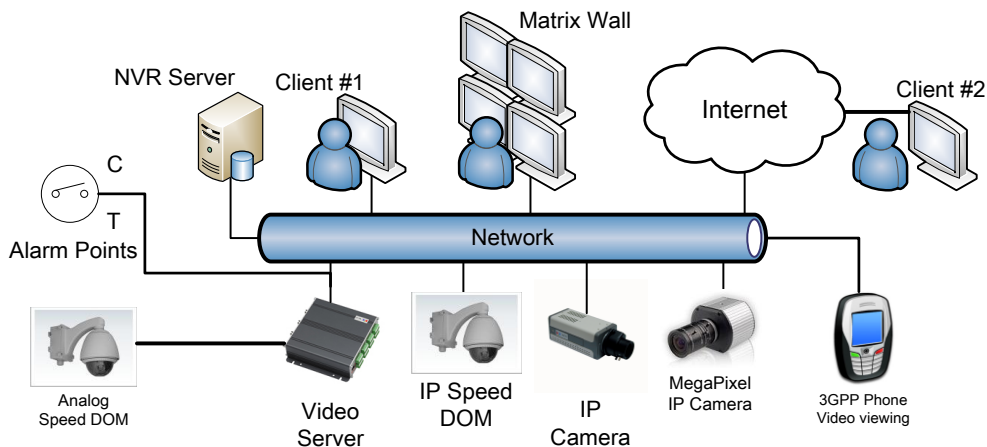 Matrix Wall
NVR Server
Client #1
Internet
Client #2
C
T
Alarm Points
Network
Analog
Speed DOM
Video
Server
IP Speed
DOM
IP
Camera
MegaPixel
IP Camera
3GPP Phone
Video viewing